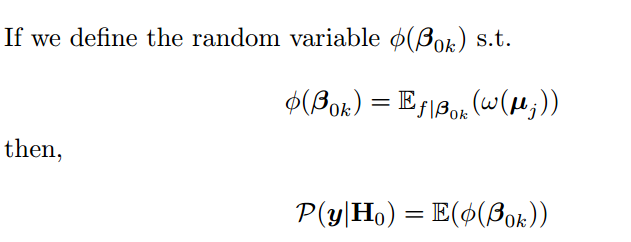 If we define the random variable ϕ(𝜷₀ₖ) s.t.
ϕ(𝜷₀ₖ) = 𝔼_{f|𝜷₀ₖ}(ω(𝝁ⱼ))
then,
𝒫(𝒚|𝐇₀) = 𝔼(ϕ(𝜷₀ₖ))